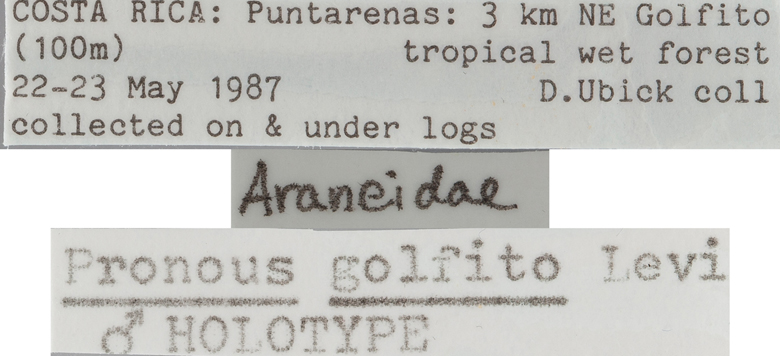 COSTA RICA: Puntarenas: 3 km NE Golfito
(100m) tropical wet forest
22-23 May 1987 D.Ubick coll
collected on & under logs
Araneidae
Pronous golfito Levi
♂ HOLOTYPE